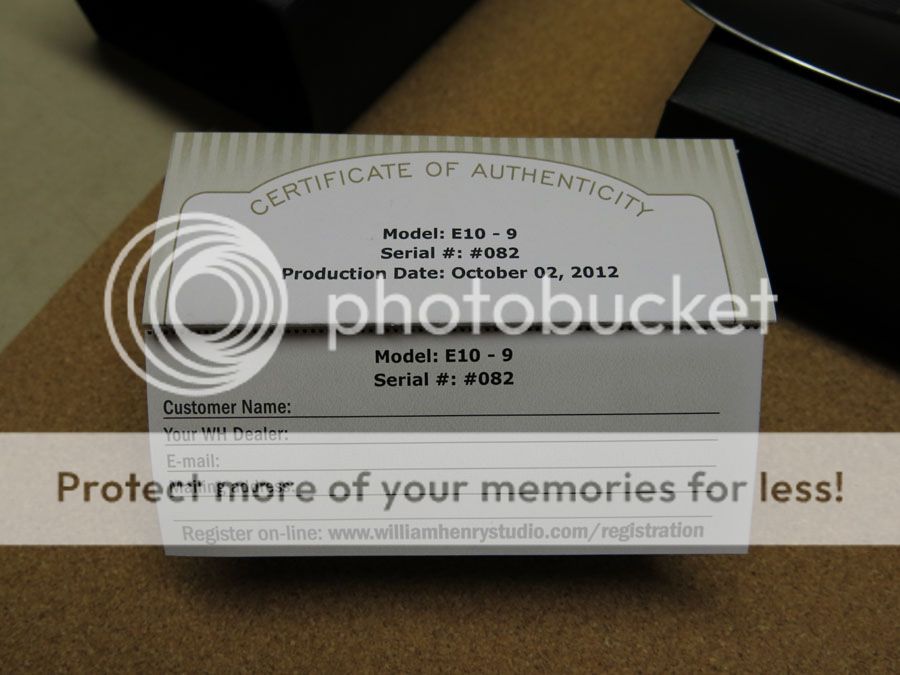 CERTIFICATE OF AUTHENTICITY
Model: E10 - 9
Serial #: #082
Production Date: October 02, 2012
photobucket
Model: E10 - 9
Serial #: #082
Customer Name:
Your WH Dealer:
E-mail:
Mailing address:
Protect more of your memories for less!
Register on-line: www.williamhenrystudio.com/registration